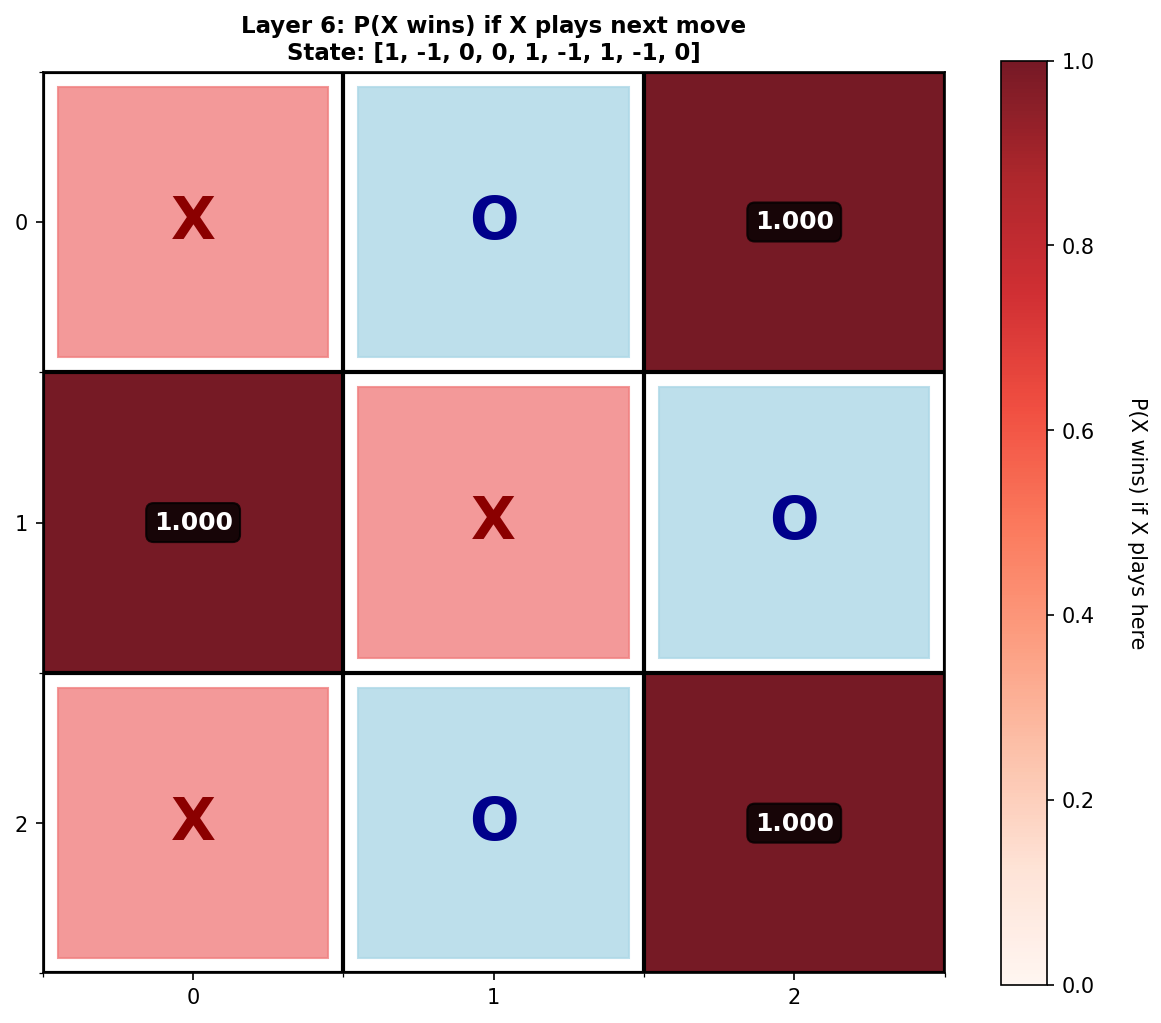 Layer 6: P(X wins) if X plays next move
State: [1, -1, 0, 0, 1, -1, 1, -1, 0]
1.0
0
X
O
1.000
0.8
0.6
1
1.000
X
O
P(X wins) if X plays here
0.4
2
X
O
1.000
0.2
0.0
0
1
2